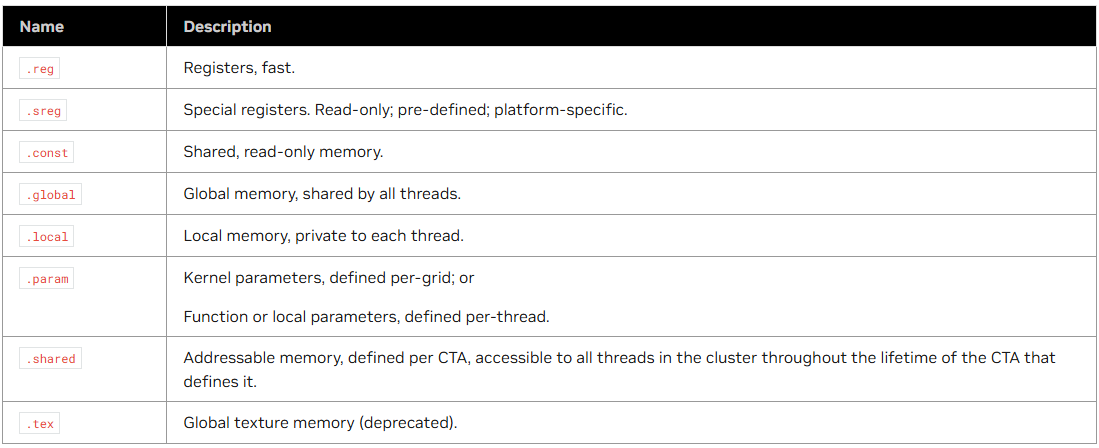 Name Description
.reg Registers, fast.
.sreg Special registers. Read-only; pre-defined; platform-specific.
.const Shared, read-only memory.
.global Global memory, shared by all threads.
.local Local memory, private to each thread.
.param Kernel parameters, defined per-grid; or
Function or local parameters, defined per-thread.
.shared Addressable memory, defined per CTA, accessible to all threads in the cluster throughout the lifetime of the CTA that
defines it.
.tex Global texture memory (deprecated).